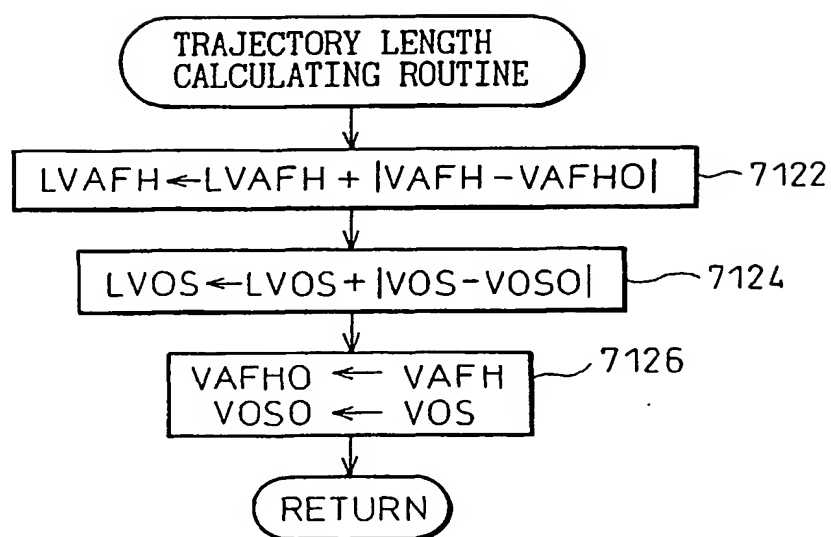 TRAJECTORY LENGTH
CALCULATING ROUTINE
LVAFH←LVAFH + |VAFH-VAFHO|
7122
LVOS←LVOS + |VOS-VOSO|
7124
VAFHO ← VAFH
VOSO ← VOS
7126
RETURN